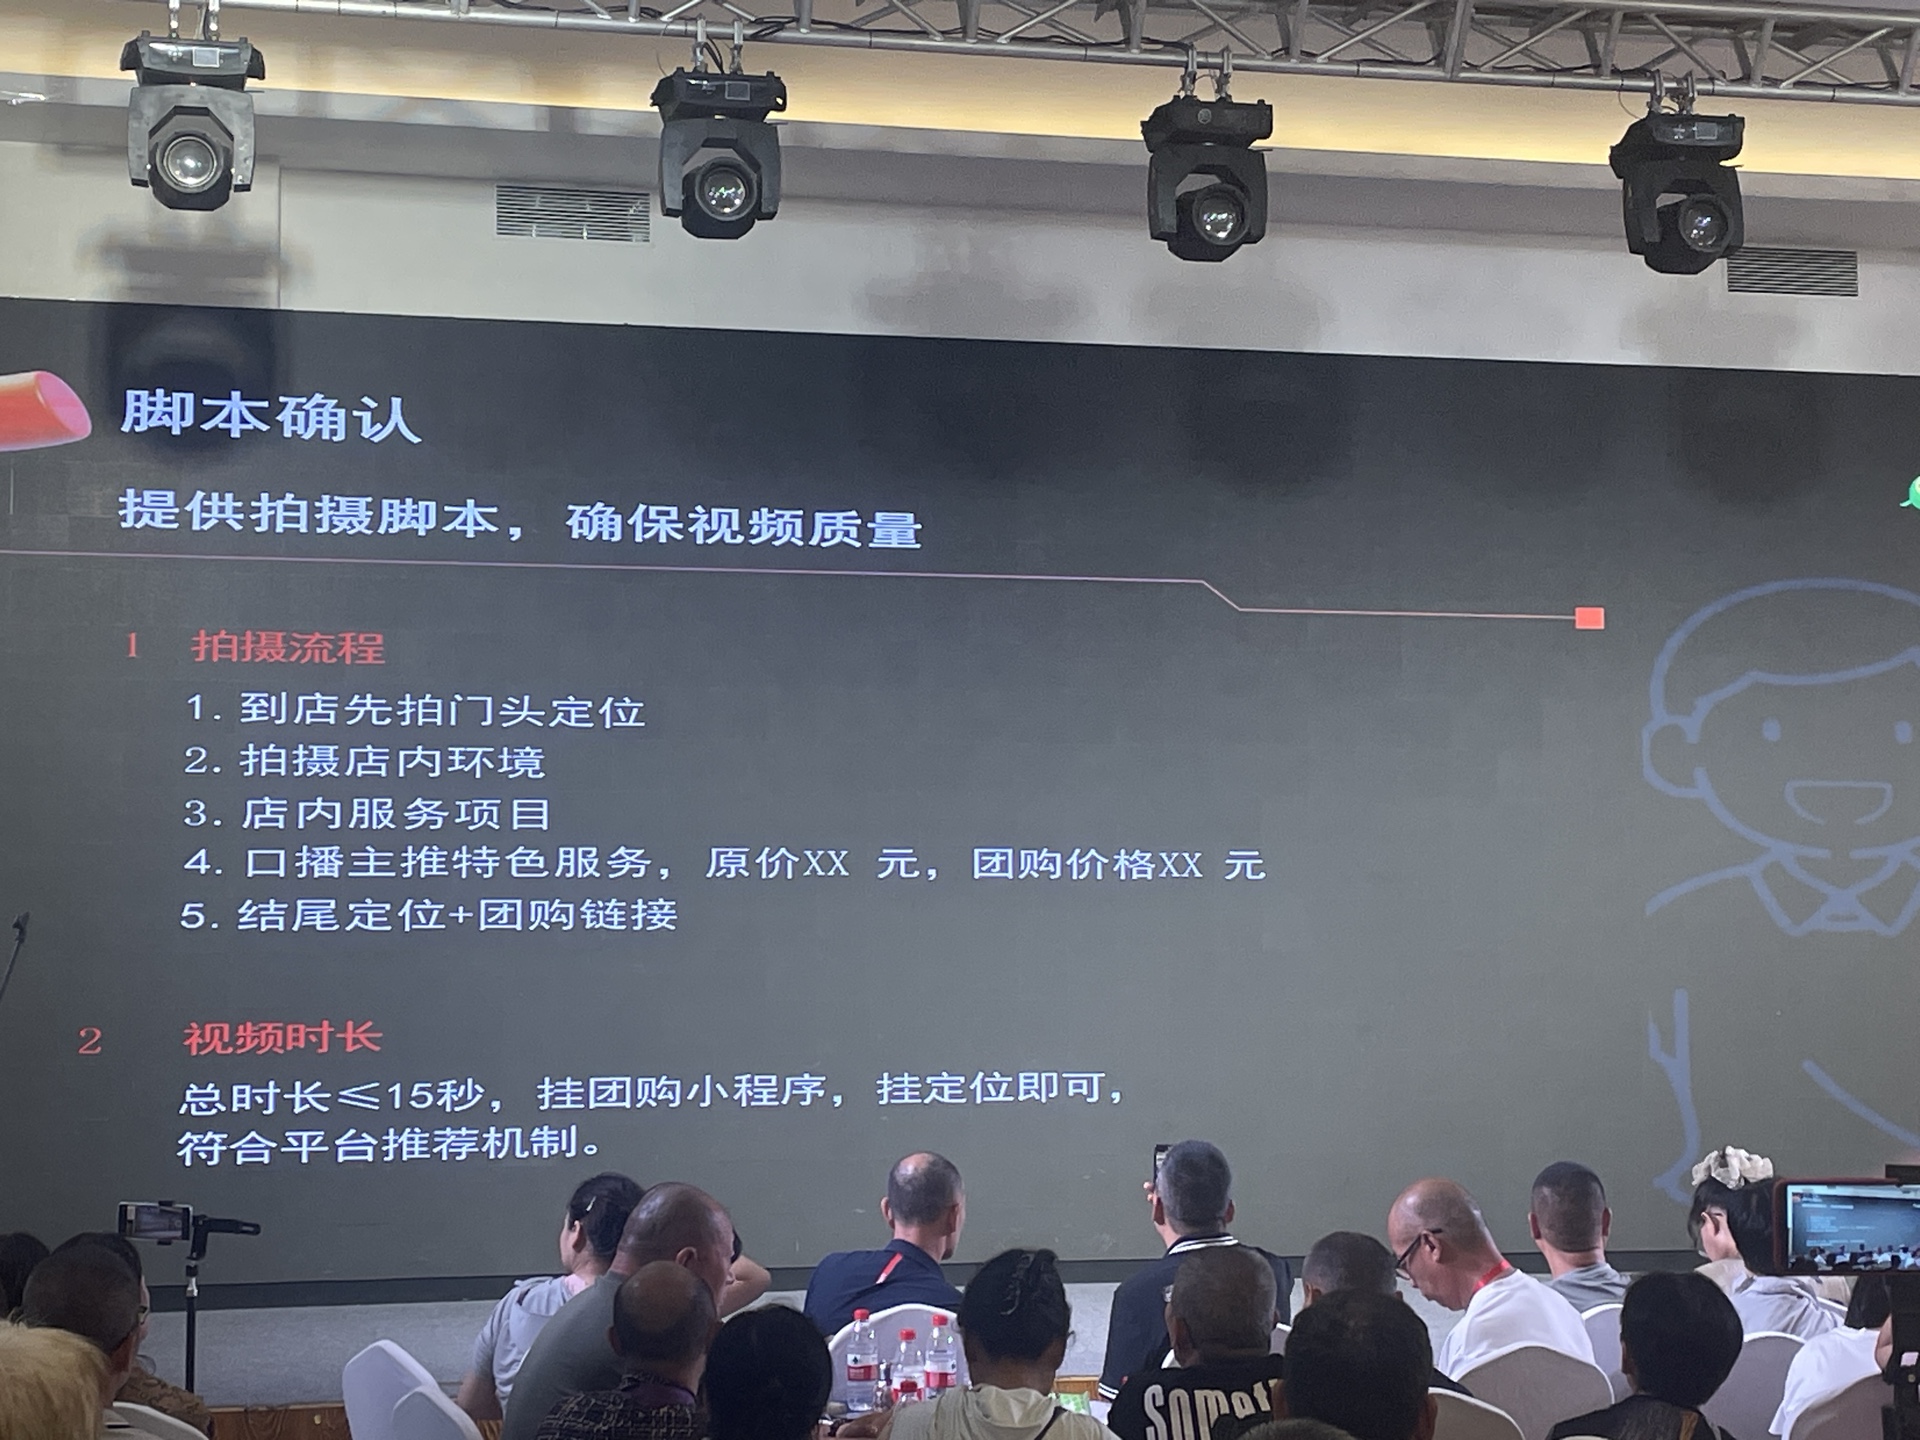 脚本确认
提供拍摄脚本，确保视频质量
1 拍摄流程
1. 到店先拍门头定位
2. 拍摄店内环境
3. 店内服务项目
4. 口播主推特色服务，原价XX 元，团购价格XX 元
5. 结尾定位+团购链接
2 视频时长
总时长≤15秒，挂团购小程序，挂定位即可，
符合平台推荐机制。